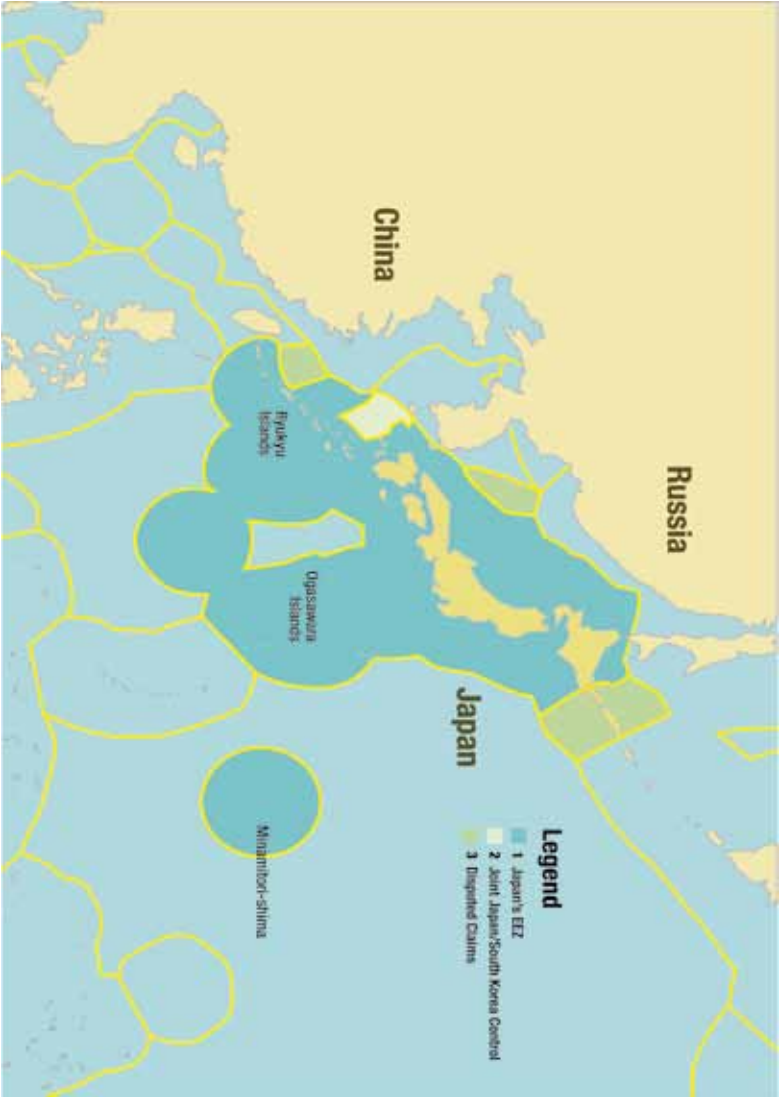 Russia
China
Ryukyu
Islands
Ogasawara
Islands
Japan
Minamitori-shima
Legend
1 Japan's EEZ
2 Joint Japan/South Korea Control
3 Disputed Claims